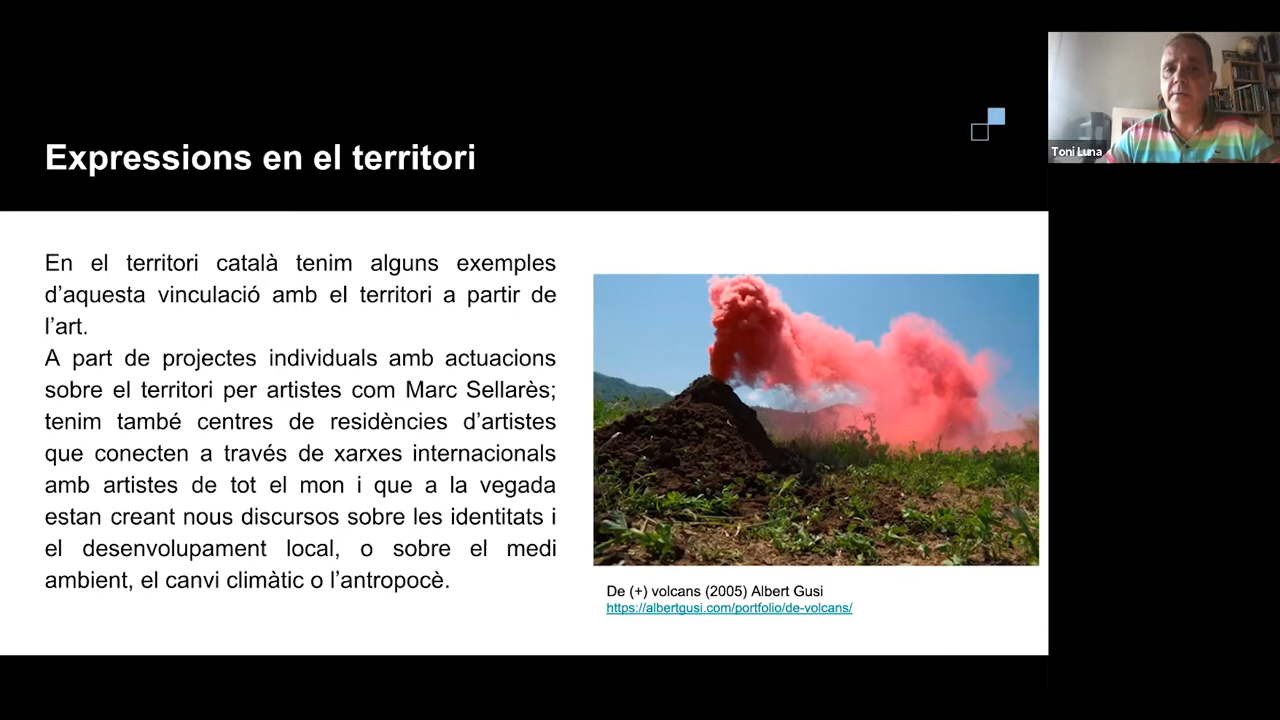 Expressions en el territori
En el territori català tenim alguns exemples
d’aquesta vinculació amb el territori a partir de
l’art.
A part de projectes individuals amb actuacions
sobre el territori per artistes com Marc Sellarès;
tenim també centres de residències d’artistes
que conecten a través de xarxes internacionals
amb artistes de tot el mon i que a la vegada
estan creant nous discursos sobre les identitats i
el desenvolupament local, o sobre el medi
ambient, el canvi climàtic o l’antropocè.
De (+) volcans (2005) Albert Gusi
https://albertgusi.com/portfolio/de-volcans/
Toni Luna